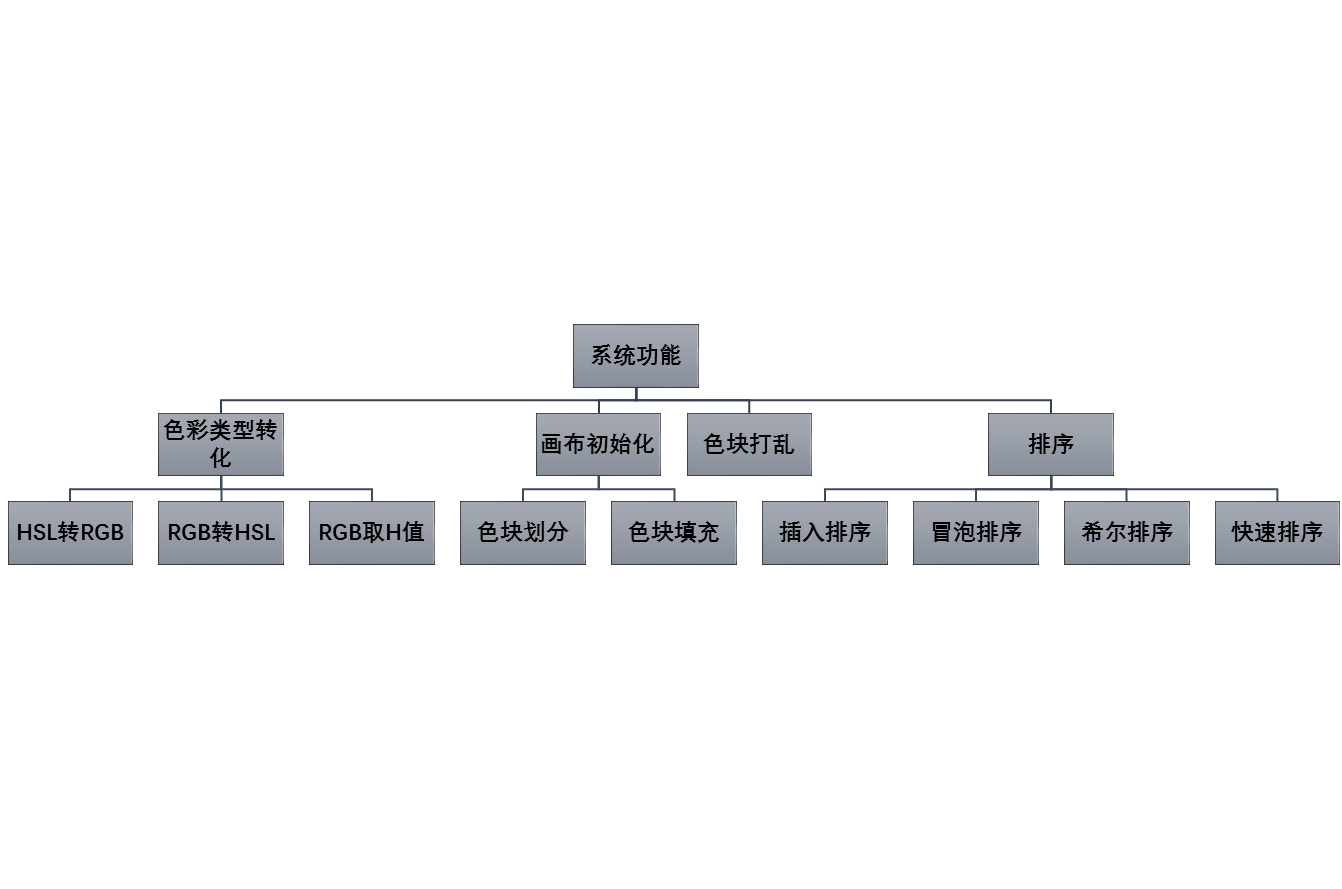 系统功能
色彩类型转
化
画布初始化
色块打乱
排序
HSL转RGB
RGB转HSL
RGB取H值
色块划分
色块填充
插入排序
冒泡排序
希尔排序
快速排序